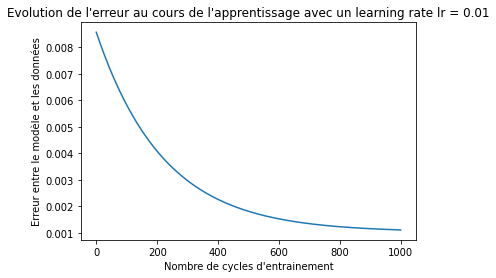 Evolution de l'erreur au cours de l'apprentissage avec un learning rate lr = 0.01
Erreur entre le modèle et les données
0.008
0.007
0.006
0.005
0.004
0.003
0.002
0.001
0 200 400 600 800 1000
Nombre de cycles d'entrainement